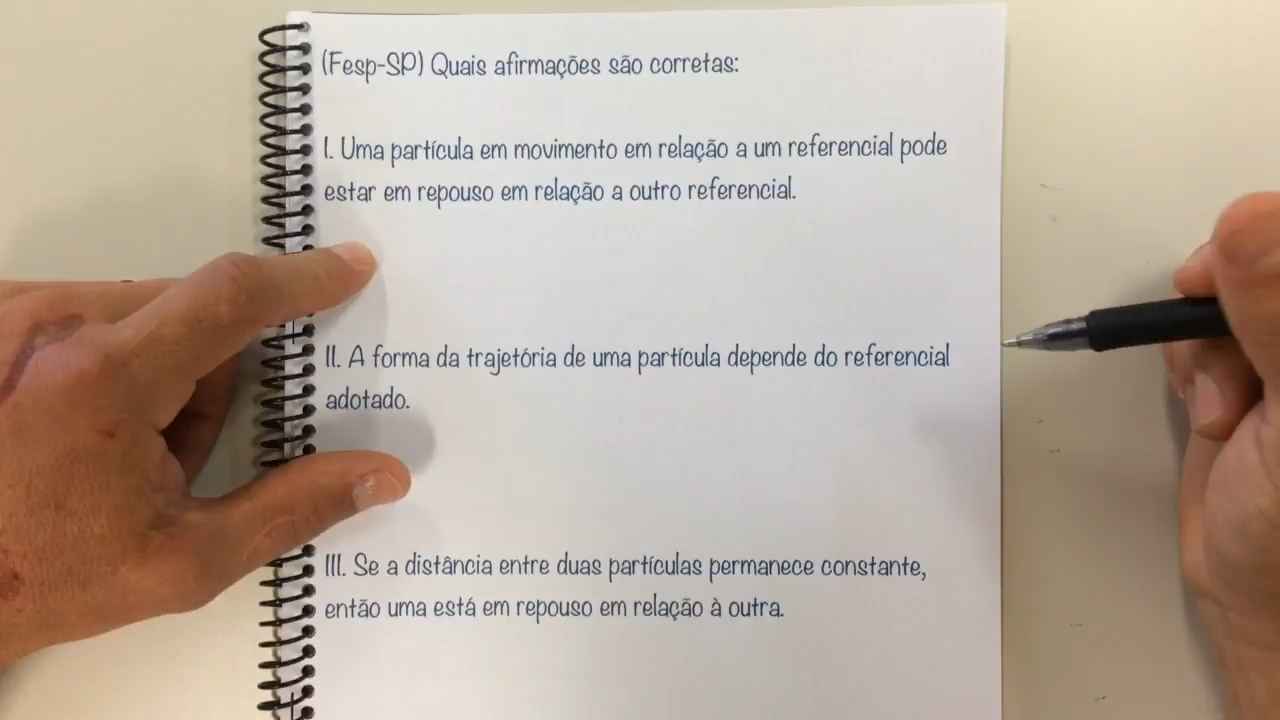 (Fesp-SP) Quais afirmações são corretas:
I. Uma partícula em movimento em relação a um referencial pode
estar em repouso em relação a outro referencial.
II. A forma da trajetória de uma partícula depende do referencial
adotado.
III. Se a distância entre duas partículas permanece constante,
então uma está em repouso em relação à outra.